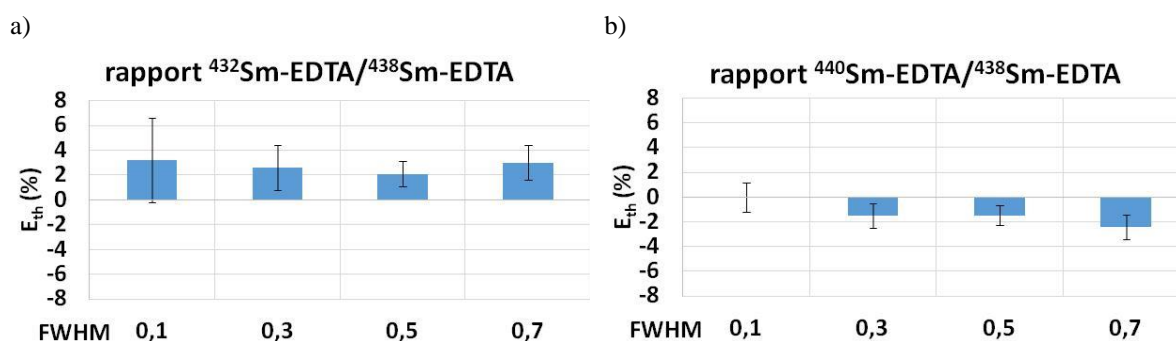 a)
rapport ⁴³²Sm-EDTA/⁴³⁸Sm-EDTA
E_th (%)
8
6
4
2
0
-2
-4
-6
-8
FWHM 0,1 0,3 0,5 0,7
b)
rapport ⁴⁴⁰Sm-EDTA/⁴³⁸Sm-EDTA
E_th (%)
8
6
4
2
0
-2
-4
-6
-8
FWHM 0,1 0,3 0,5 0,7